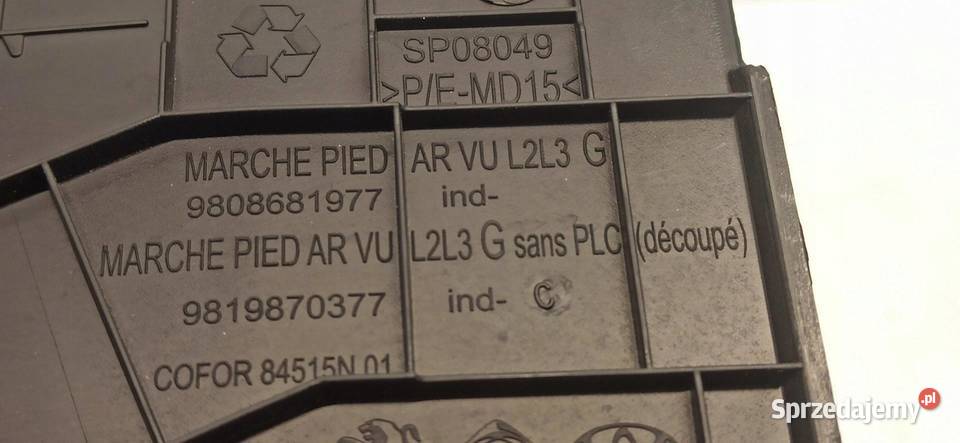 SP08049
>P/E-MD15<
MARCHE PIED AR VU L2L3 G
9808681977 ind-
MARCHE PIED AR VU L2L3 G sans PLC (découpé)
9819870377 ind- C
COFOR 84515N 01
Sprzedajemy.pl